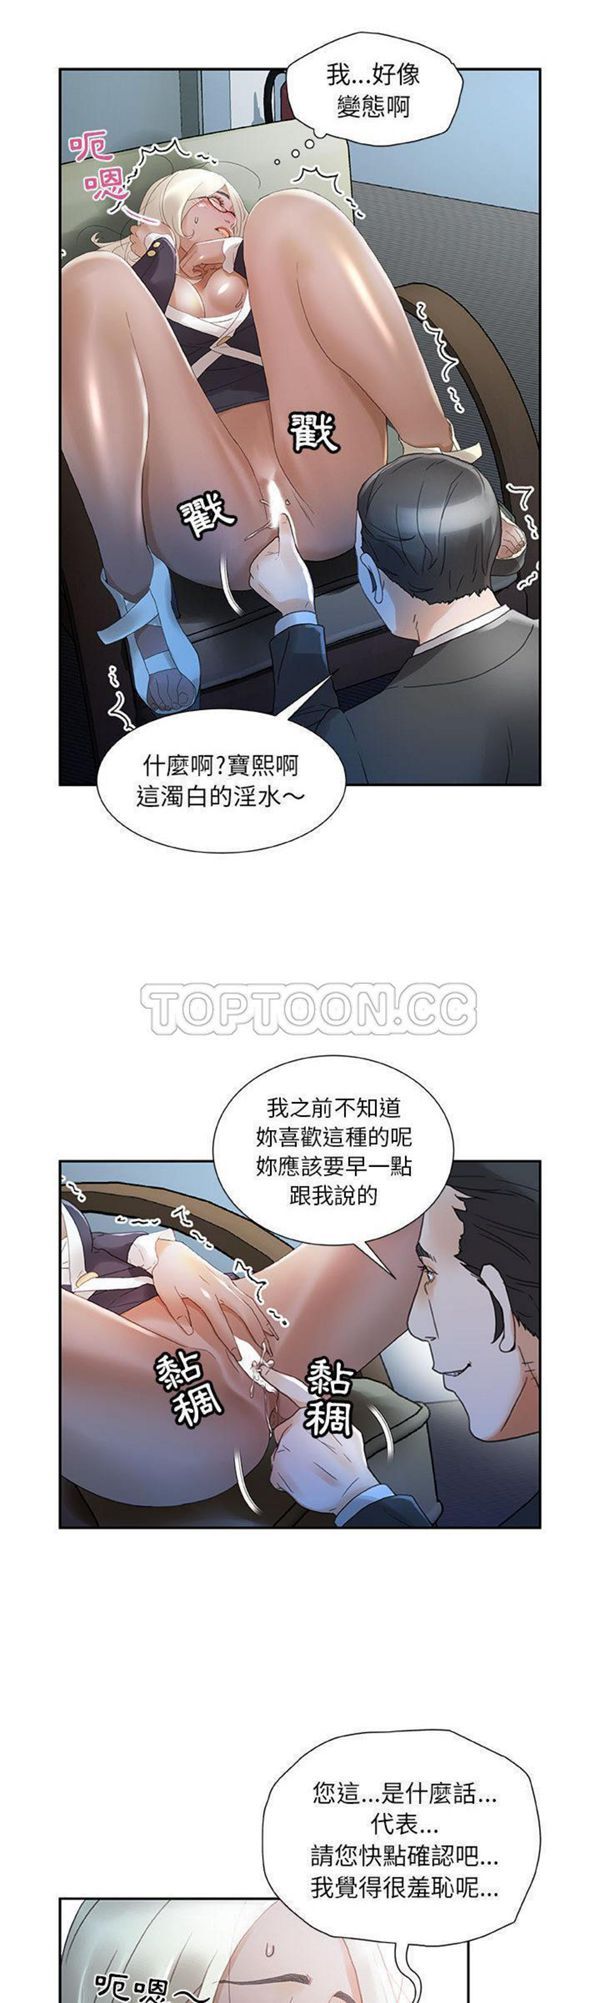 我...好像
變態啊
呃
嗯~
戳
戳
什麼啊?寶熙啊
這濁白的淫水~
TOPTOON.CC
我之前不知道
妳喜歡這種的呢
妳應該要早一點
跟我說的
黏
稠
黏
稠
您這...是什麼話...
代表...
請您快點確認吧...
我覺得很羞恥呢...
呃嗯~